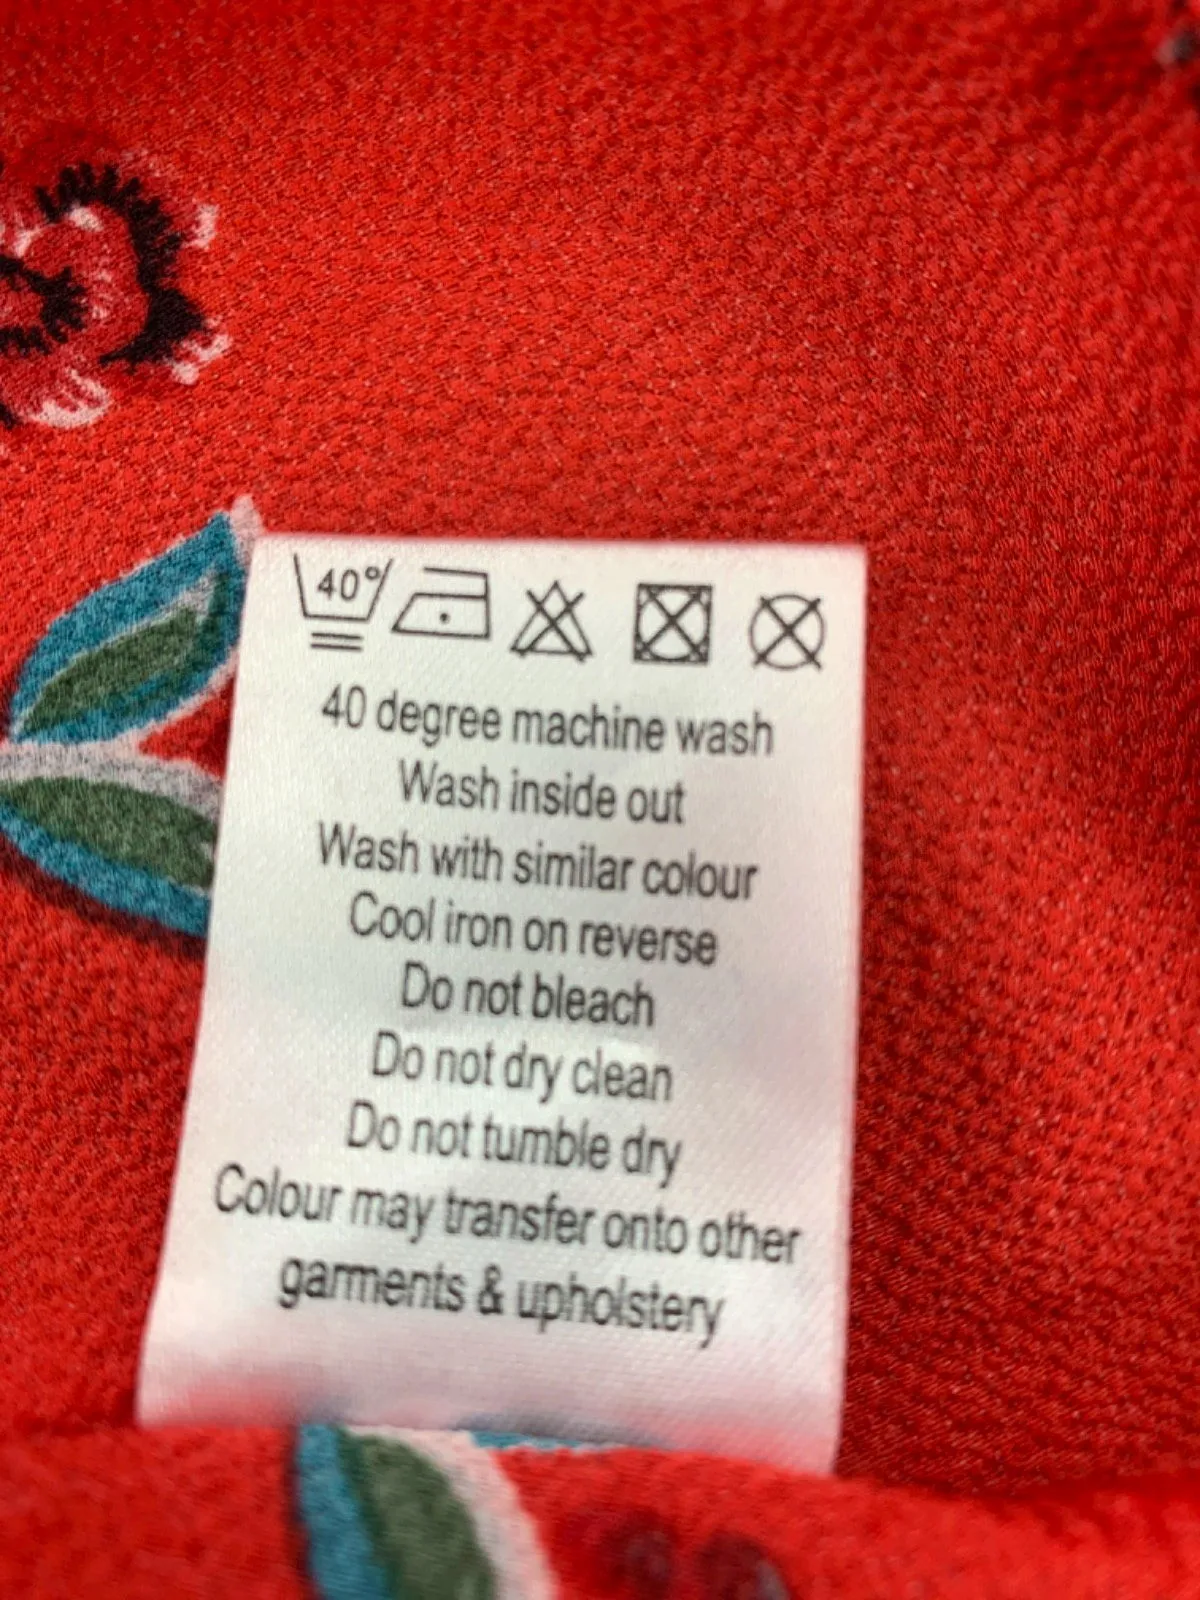 40°
40 degree machine wash
Wash inside out
Wash with similar colour
Cool iron on reverse
Do not bleach
Do not dry clean
Do not tumble dry
Colour may transfer onto other
garments & upholstery